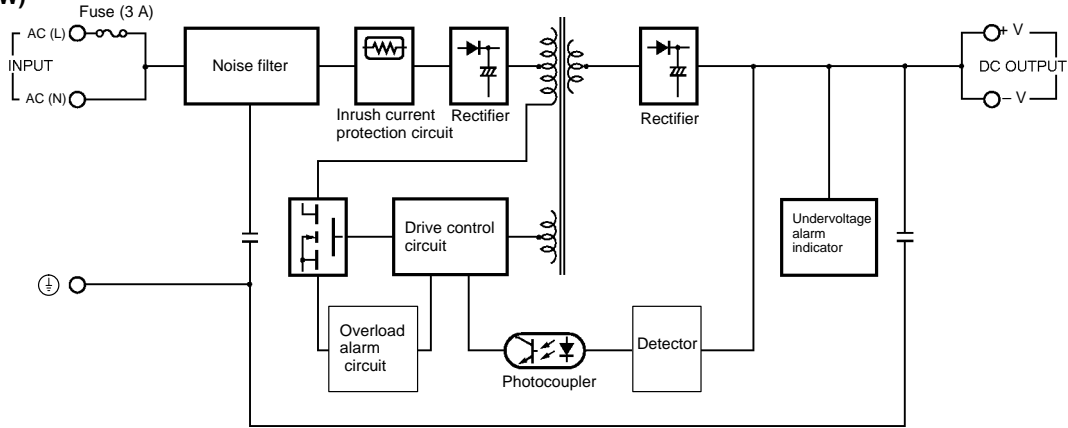 W)
Fuse (3 A)
AC (L)
INPUT
AC (N)
Noise filter
Inrush current
protection circuit
Rectifier
Rectifier
+ V
DC OUTPUT
– V
Drive control
circuit
Undervoltage
alarm
indicator
Overload
alarm
circuit
Photocoupler
Detector